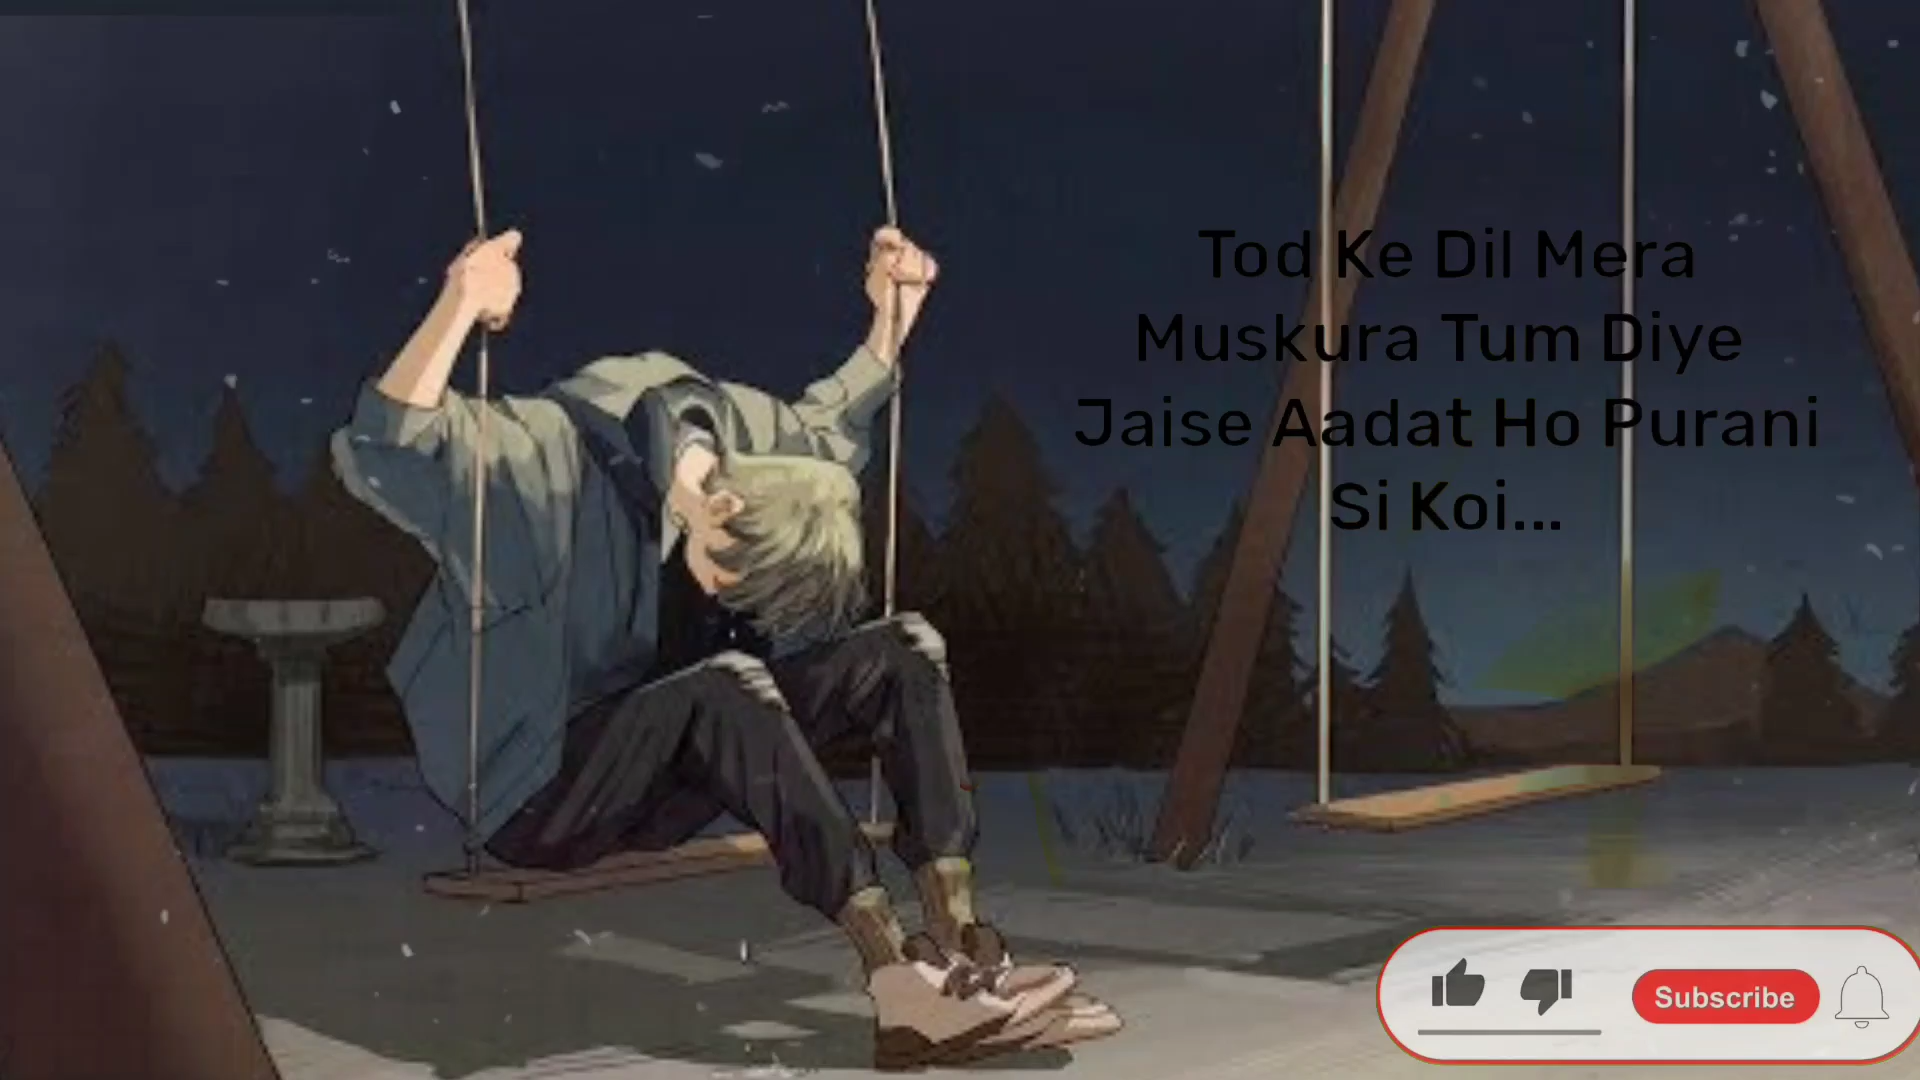 Tod Ke Dil Mera
Muskura Tum Diye
Jaise Aadat Ho Purani
Si Koi...
Subscribe